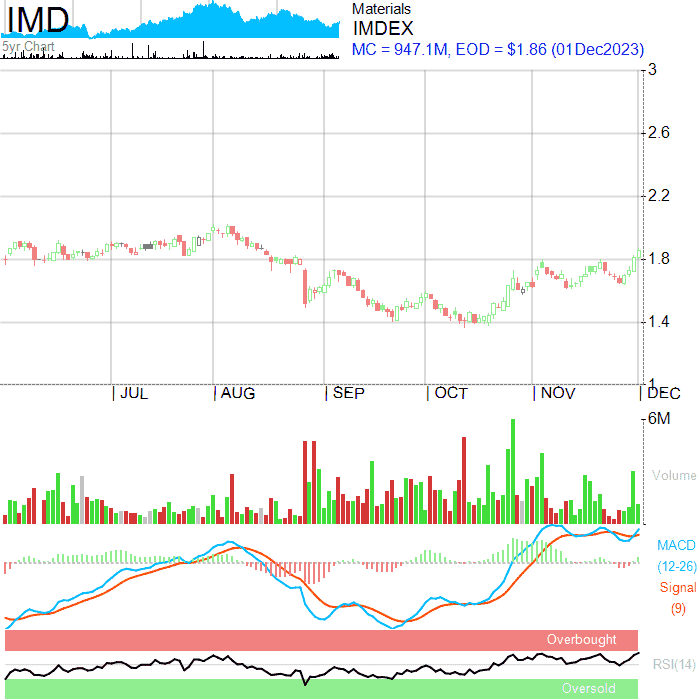 IMD
5yr Chart
Materials
IMDEX
MC = 947.1M, EOD = $1.86 (01Dec2023)
3
2.6
2.2
1.8
1.4
1
JUL AUG SEP OCT NOV DEC
6M
Volume
MACD
(12-26)
Signal
(9)
Overbought
RSI(14)
Oversold